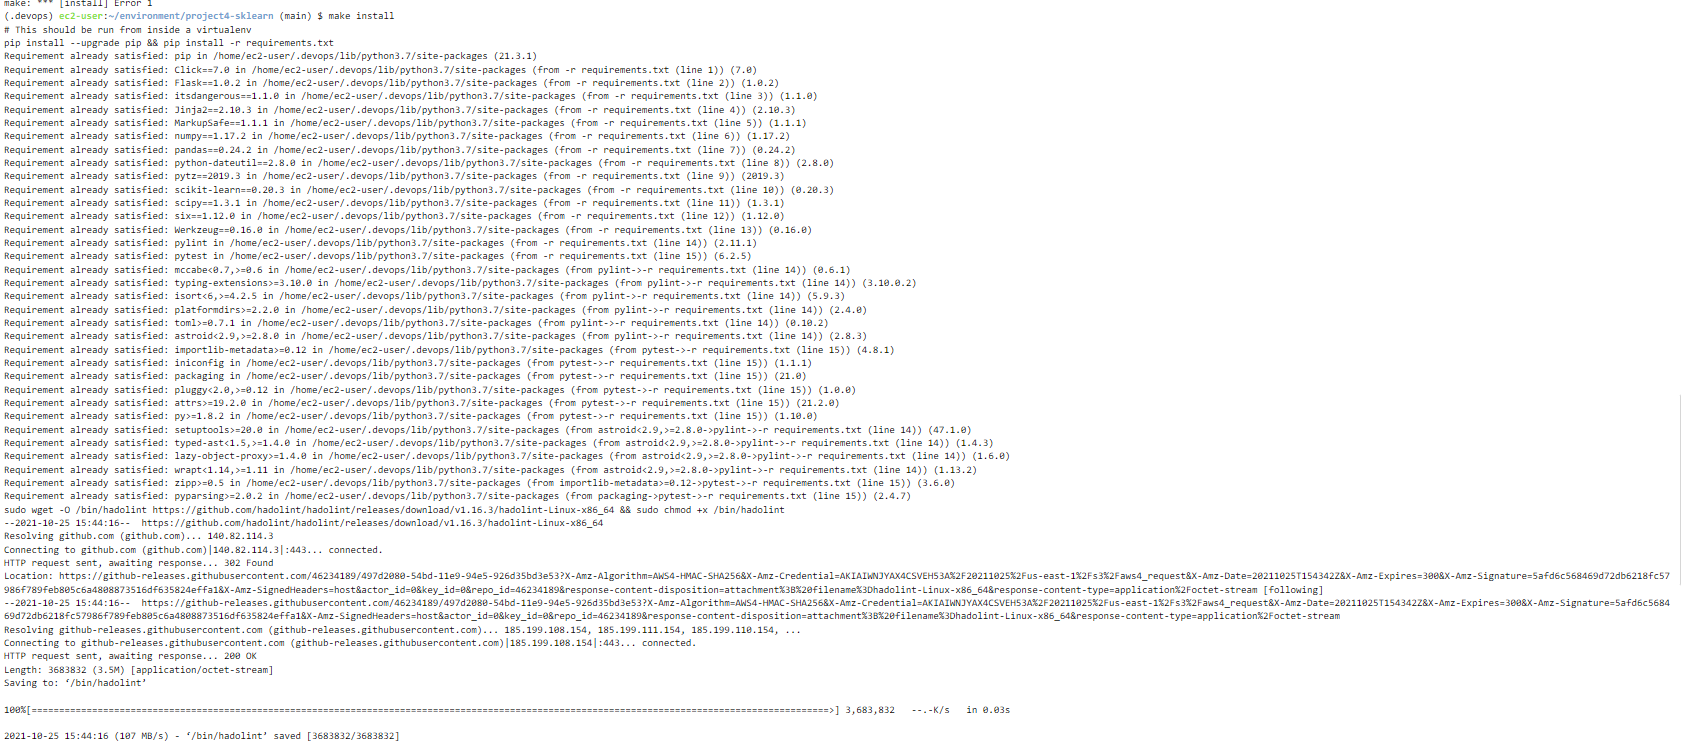 make: *** [install] Error 1
(.devops) ec2-user:~/environment/project4-sklearn (main) $ make install
# This should be run from inside a virtualenv
pip install --upgrade pip && pip install -r requirements.txt
Requirement already satisfied: pip in /home/ec2-user/.devops/lib/python3.7/site-packages (21.3.1)
Requirement already satisfied: Click==7.0 in /home/ec2-user/.devops/lib/python3.7/site-packages (from -r requirements.txt (line 1)) (7.0)
Requirement already satisfied: Flask==1.0.2 in /home/ec2-user/.devops/lib/python3.7/site-packages (from -r requirements.txt (line 2)) (1.0.2)
Requirement already satisfied: itsdangerous==1.1.0 in /home/ec2-user/.devops/lib/python3.7/site-packages (from -r requirements.txt (line 3)) (1.1.0)
Requirement already satisfied: Jinja2==2.10.3 in /home/ec2-user/.devops/lib/python3.7/site-packages (from -r requirements.txt (line 4)) (2.10.3)
Requirement already satisfied: MarkupSafe==1.1.1 in /home/ec2-user/.devops/lib/python3.7/site-packages (from -r requirements.txt (line 5)) (1.1.1)
Requirement already satisfied: numpy==1.17.2 in /home/ec2-user/.devops/lib/python3.7/site-packages (from -r requirements.txt (line 6)) (1.17.2)
Requirement already satisfied: pandas==0.24.2 in /home/ec2-user/.devops/lib/python3.7/site-packages (from -r requirements.txt (line 7)) (0.24.2)
Requirement already satisfied: python-dateutil==2.8.0 in /home/ec2-user/.devops/lib/python3.7/site-packages (from -r requirements.txt (line 8)) (2.8.0)
Requirement already satisfied: pytz==2019.3 in /home/ec2-user/.devops/lib/python3.7/site-packages (from -r requirements.txt (line 9)) (2019.3)
Requirement already satisfied: scikit-learn==0.20.3 in /home/ec2-user/.devops/lib/python3.7/site-packages (from -r requirements.txt (line 10)) (0.20.3)
Requirement already satisfied: scipy==1.3.1 in /home/ec2-user/.devops/lib/python3.7/site-packages (from -r requirements.txt (line 11)) (1.3.1)
Requirement already satisfied: six==1.12.0 in /home/ec2-user/.devops/lib/python3.7/site-packages (from -r requirements.txt (line 12)) (1.12.0)
Requirement already satisfied: Werkzeug==0.16.0 in /home/ec2-user/.devops/lib/python3.7/site-packages (from -r requirements.txt (line 13)) (0.16.0)
Requirement already satisfied: pylint in /home/ec2-user/.devops/lib/python3.7/site-packages (from -r requirements.txt (line 14)) (2.11.1)
Requirement already satisfied: pytest in /home/ec2-user/.devops/lib/python3.7/site-packages (from -r requirements.txt (line 15)) (6.2.5)
Requirement already satisfied: mccabe<0.7,>=0.6 in /home/ec2-user/.devops/lib/python3.7/site-packages (from pylint->-r requirements.txt (line 14)) (0.6.1)
Requirement already satisfied: typing-extensions>=3.10.0 in /home/ec2-user/.devops/lib/python3.7/site-packages (from pylint->-r requirements.txt (line 14)) (3.10.0.2)
Requirement already satisfied: isort<6,>=4.2.5 in /home/ec2-user/.devops/lib/python3.7/site-packages (from pylint->-r requirements.txt (line 14)) (5.9.3)
Requirement already satisfied: platformdirs>=2.2.0 in /home/ec2-user/.devops/lib/python3.7/site-packages (from pylint->-r requirements.txt (line 14)) (2.4.0)
Requirement already satisfied: toml>=0.7.1 in /home/ec2-user/.devops/lib/python3.7/site-packages (from pylint->-r requirements.txt (line 14)) (0.10.2)
Requirement already satisfied: astroid<2.9,>=2.8.0 in /home/ec2-user/.devops/lib/python3.7/site-packages (from pylint->-r requirements.txt (line 14)) (2.8.3)
Requirement already satisfied: importlib-metadata>=0.12 in /home/ec2-user/.devops/lib/python3.7/site-packages (from pytest->-r requirements.txt (line 15)) (4.8.1)
Requirement already satisfied: iniconfig in /home/ec2-user/.devops/lib/python3.7/site-packages (from pytest->-r requirements.txt (line 15)) (1.1.1)
Requirement already satisfied: packaging in /home/ec2-user/.devops/lib/python3.7/site-packages (from pytest->-r requirements.txt (line 15)) (21.0)
Requirement already satisfied: pluggy<2.0,>=0.12 in /home/ec2-user/.devops/lib/python3.7/site-packages (from pytest->-r requirements.txt (line 15)) (1.0.0)
Requirement already satisfied: attrs>=19.2.0 in /home/ec2-user/.devops/lib/python3.7/site-packages (from pytest->-r requirements.txt (line 15)) (21.2.0)
Requirement already satisfied: py>=1.8.2 in /home/ec2-user/.devops/lib/python3.7/site-packages (from pytest->-r requirements.txt (line 15)) (1.10.0)
Requirement already satisfied: setuptools>=20.0 in /home/ec2-user/.devops/lib/python3.7/site-packages (from astroid<2.9,>=2.8.0->pylint->-r requirements.txt (line 14)) (47.1.0)
Requirement already satisfied: typed-ast<1.5,>=1.4.0 in /home/ec2-user/.devops/lib/python3.7/site-packages (from astroid<2.9,>=2.8.0->pylint->-r requirements.txt (line 14)) (1.4.3)
Requirement already satisfied: lazy-object-proxy>=1.4.0 in /home/ec2-user/.devops/lib/python3.7/site-packages (from astroid<2.9,>=2.8.0->pylint->-r requirements.txt (line 14)) (1.6.0)
Requirement already satisfied: wrapt<1.14,>=1.11 in /home/ec2-user/.devops/lib/python3.7/site-packages (from astroid<2.9,>=2.8.0->pylint->-r requirements.txt (line 14)) (1.13.2)
Requirement already satisfied: zipp>=0.5 in /home/ec2-user/.devops/lib/python3.7/site-packages (from importlib-metadata>=0.12->pytest->-r requirements.txt (line 15)) (3.6.0)
Requirement already satisfied: pyparsing>=2.0.2 in /home/ec2-user/.devops/lib/python3.7/site-packages (from packaging->pytest->-r requirements.txt (line 15)) (2.4.7)
sudo wget -O /bin/hadolint https://github.com/hadolint/hadolint/releases/download/v1.16.3/hadolint-Linux-x86_64 && sudo chmod +x /bin/hadolint
--2021-10-25 15:44:16--  https://github.com/hadolint/hadolint/releases/download/v1.16.3/hadolint-Linux-x86_64
Resolving github.com (github.com)... 140.82.114.3
Connecting to github.com (github.com)|140.82.114.3|:443... connected.
HTTP request sent, awaiting response... 302 Found
Location: https://github-releases.githubusercontent.com/46234189/497d2080-54bd-11e9-94e5-926d35bd3e53?X-Amz-Algorithm=AWS4-HMAC-SHA256&X-Amz-Credential=AKIAIWNJYAX4CSVEH53A%2F20211025%2Fus-east-1%2Fs3%2Faws4_request&X-Amz-Date=20211025T154342Z&X-Amz-Expires=300&X-Amz-Signature=5afd6c568469d72db6218fc57
986f789feb805c6a4808873516df635824effa1&X-Amz-SignedHeaders=host&actor_id=0&key_id=0&repo_id=46234189&response-content-disposition=attachment%3B%20filename%3Dhadolint-Linux-x86_64&response-content-type=application%2Foctet-stream [following]
--2021-10-25 15:44:16--  https://github-releases.githubusercontent.com/46234189/497d2080-54bd-11e9-94e5-926d35bd3e53?X-Amz-Algorithm=AWS4-HMAC-SHA256&X-Amz-Credential=AKIAIWNJYAX4CSVEH53A%2F20211025%2Fus-east-1%2Fs3%2Faws4_request&X-Amz-Date=20211025T154342Z&X-Amz-Expires=300&X-Amz-Signature=5afd6c5684
69d72db6218fc57986f789feb805c6a4808873516df635824effa1&X-Amz-SignedHeaders=host&actor_id=0&key_id=0&repo_id=46234189&response-content-disposition=attachment%3B%20filename%3Dhadolint-Linux-x86_64&response-content-type=application%2Foctet-stream
Resolving github-releases.githubusercontent.com (github-releases.githubusercontent.com)... 185.199.108.154, 185.199.111.154, 185.199.110.154, ...
Connecting to github-releases.githubusercontent.com (github-releases.githubusercontent.com)|185.199.108.154|:443... connected.
HTTP request sent, awaiting response... 200 OK
Length: 3683832 (3.5M) [application/octet-stream]
Saving to: ‘/bin/hadolint’
100%[=====================================================================================================================================================>] 3,683,832   --.-K/s   in 0.03s
2021-10-25 15:44:16 (107 MB/s) - ‘/bin/hadolint’ saved [3683832/3683832]